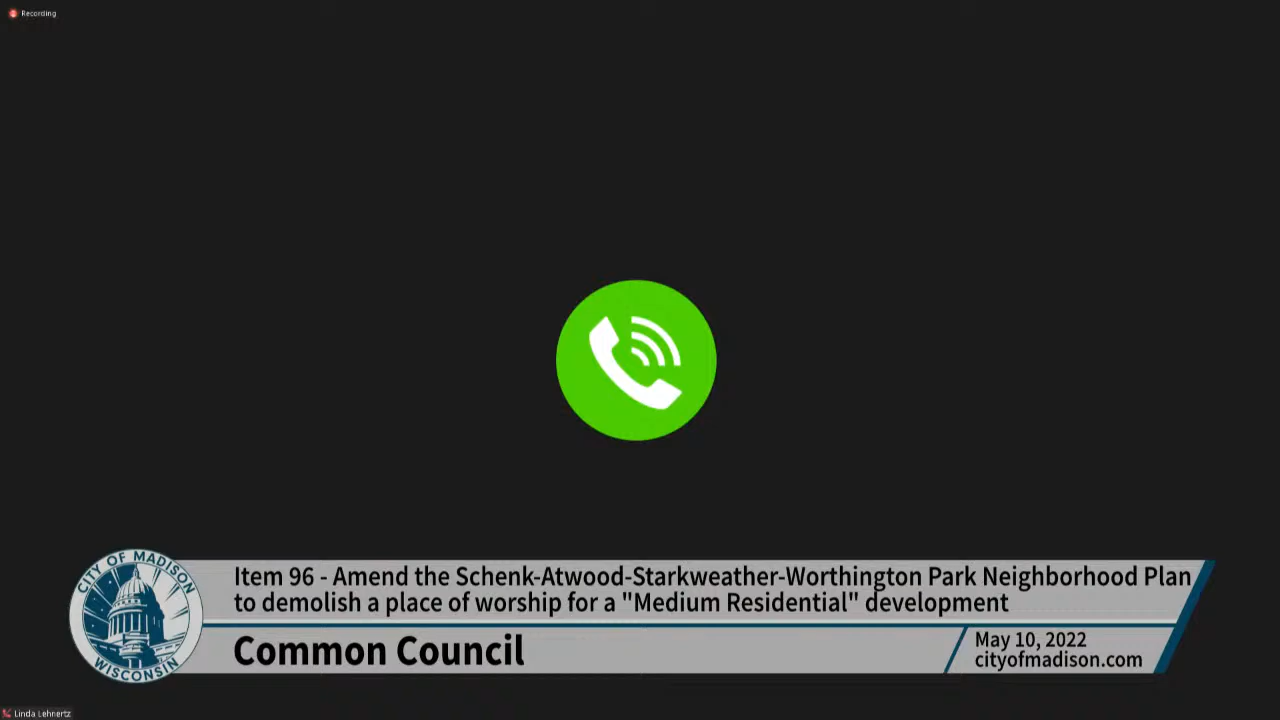 Recording
Item 96 - Amend the Schenk-Atwood-Starkweather-Worthington Park Neighborhood Plan
to demolish a place of worship for a "Medium Residential" development
CITY OF MADISON
WISCONSIN
Common Council
May 10, 2022
cityofmadison.com
Linda Lehnertz